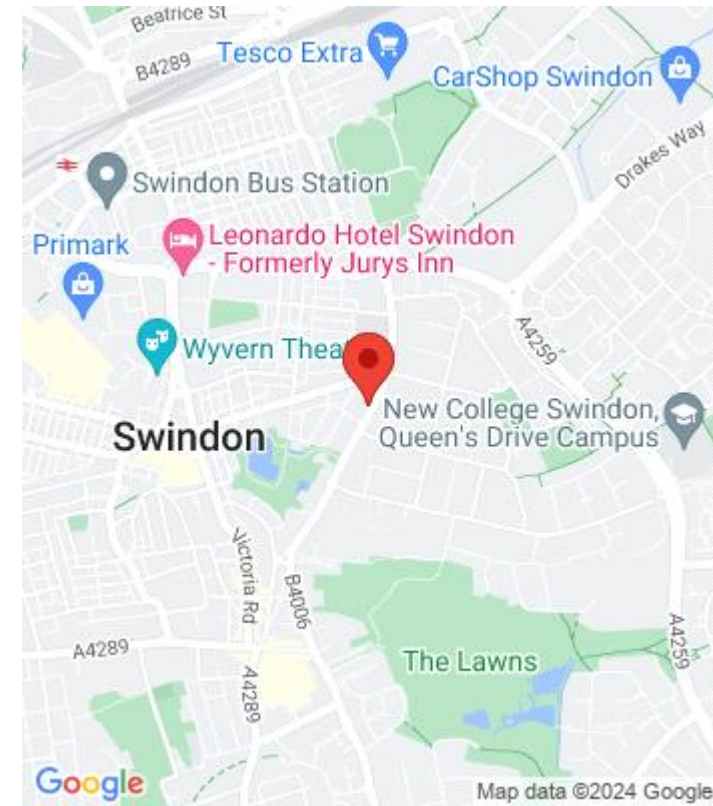 Beatrice St
B4289
Tesco Extra
CarShop Swindon
Drakes Way
Swindon Bus Station
Primark
Leonardo Hotel Swindon
- Formerly Jurys Inn
A4259
Wyvern Thea
New College Swindon,
Queen's Drive Campus
Swindon
Victoria Rd
B4006
A4289
A4289
The Lawns
A4259
Google
Map data ©2024 Google